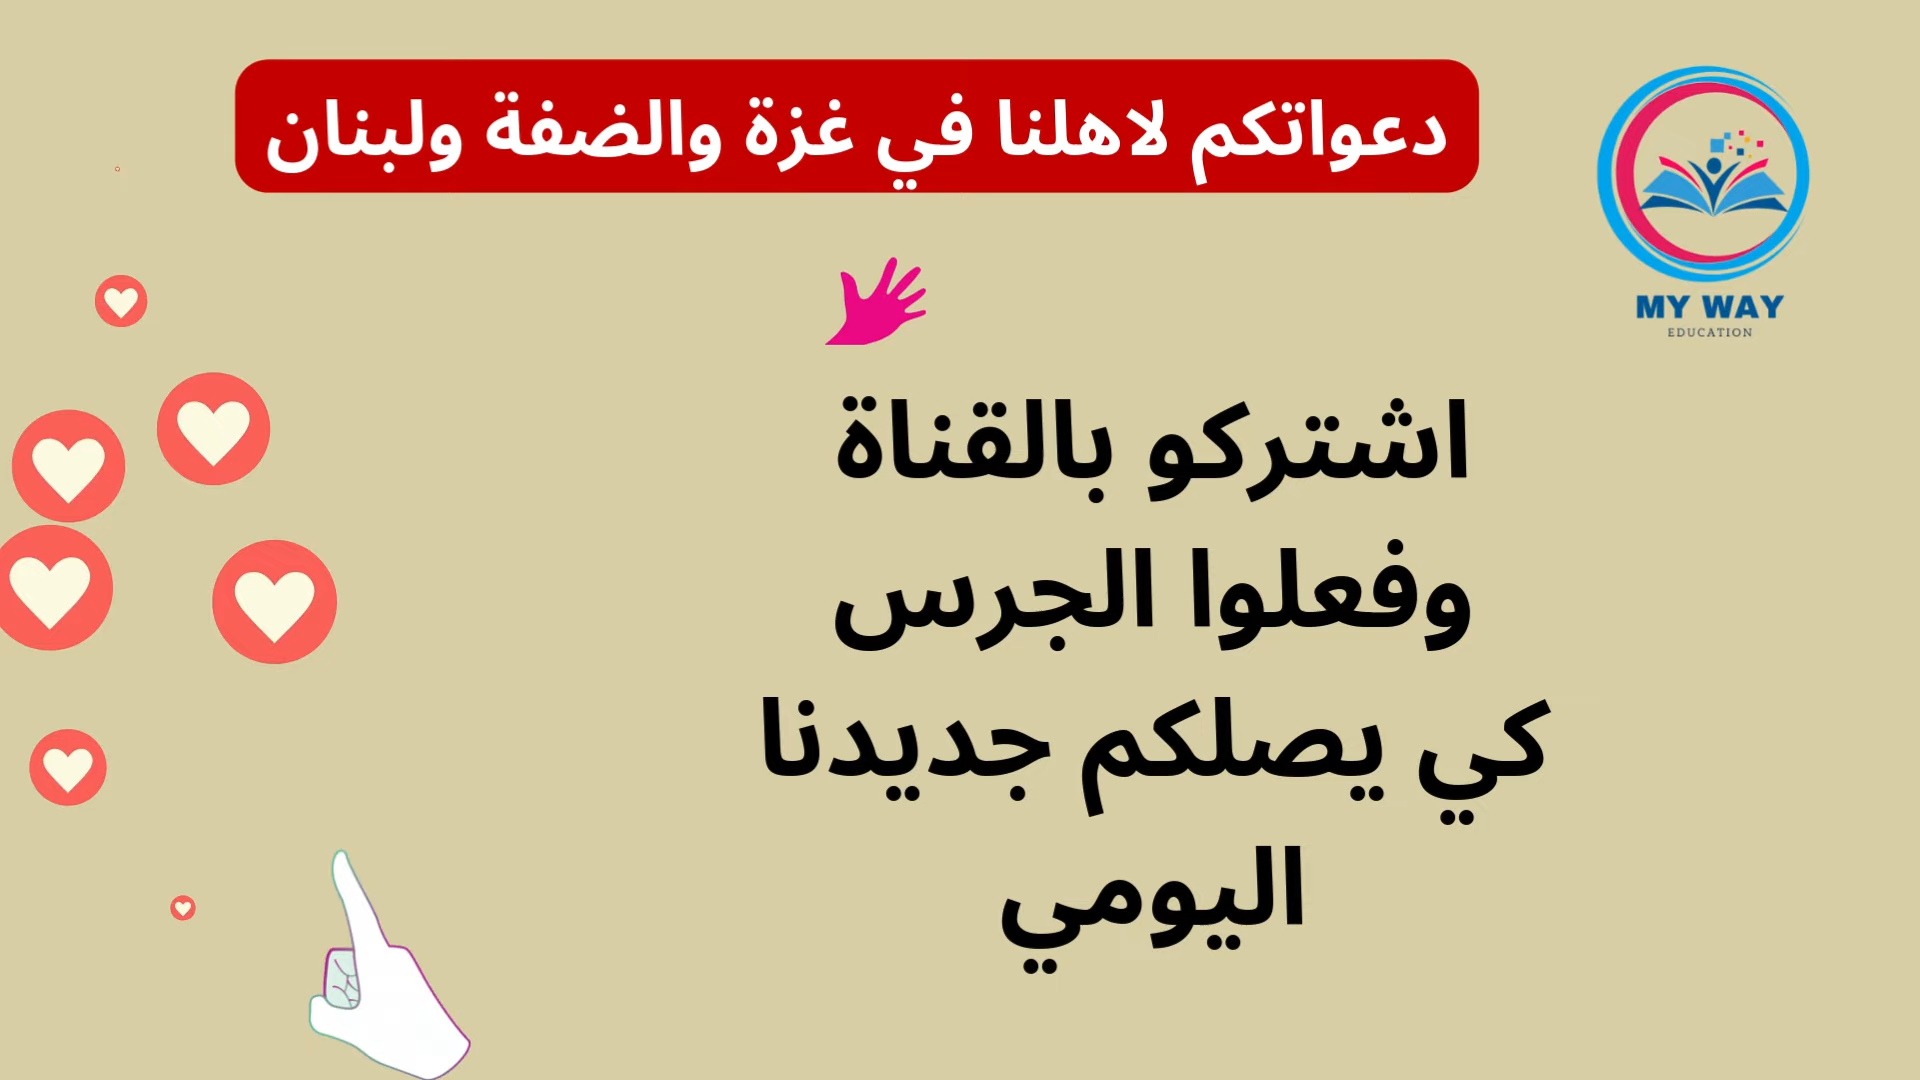 دعواتكم لاهلنا في غزة والضفة ولبنان
MY WAY
EDUCATION
اشتركو بالقناة
وفعلوا الجرس
كي يصلكم جديدنا
اليومي